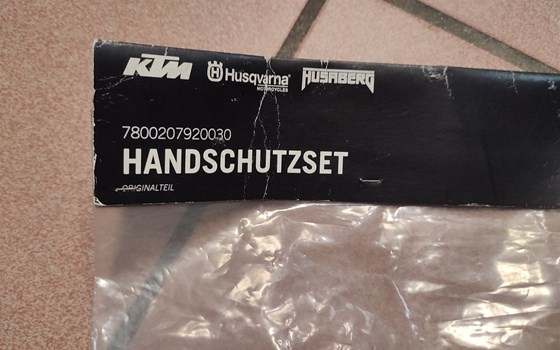 KTM Husqvarna HUSABERG
MOTORCYCLES
7800207920030
HANDSCHUTZSET
ORIGINALTEIL